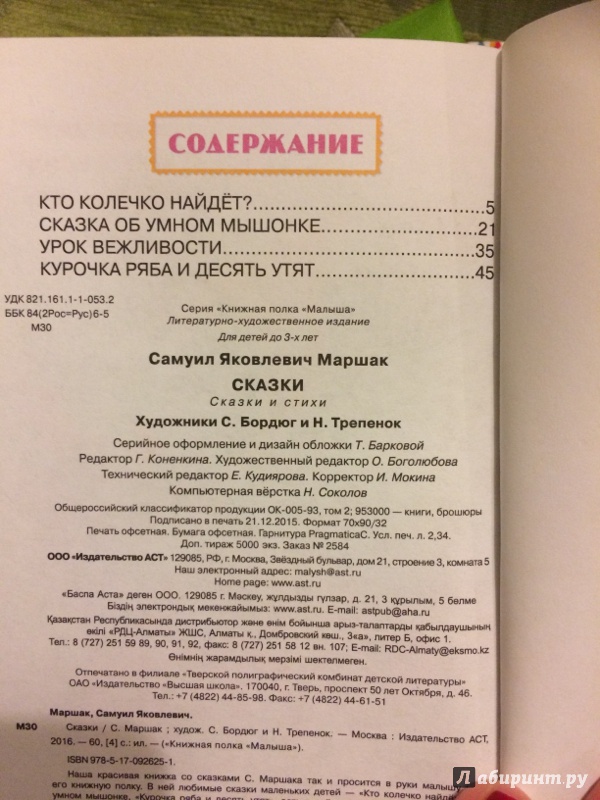 СОДЕРЖАНИЕ
КТО КОЛЕЧКО НАЙДЁТ?...............................5
СКАЗКА ОБ УМНОМ МЫШОНКЕ......................21
УРОК ВЕЖЛИВОСТИ...................................35
КУРОЧКА РЯБА И ДЕСЯТЬ УТЯТ......................45
УДК 821.161.1-1-053.2
ББК 84(2Рос=Рус)6-5
М30
Серия «Книжная полка «Малыша»
Литературно-художественное издание
Для детей до 3-х лет
Самуил Яковлевич Маршак
СКАЗКИ
Сказки и стихи
Художники С. Бордюг и Н. Трепенок
Серийное оформление и дизайн обложки Т. Барковой
Редактор Г. Коненкина. Художественный редактор О. Боголюбова
Технический редактор Е. Кудиярова. Корректор И. Мокина
Компьютерная вёрстка Н. Соколов
Общероссийский классификатор продукции ОК-005-93, том 2; 953000 — книги, брошюры
Подписано в печать 21.12.2015. Формат 70х90/32
Печать офсетная. Бумага офсетная. Гарнитура PragmaticaC. Усл. печ. л. 2,34.
Доп. тираж 5000 экз. Заказ № 2584
ООО «Издательство АСТ» 129085, РФ, г. Москва, Звёздный бульвар, дом 21, строение 3, комната 5
Наш электронный адрес: malysh@ast.ru
Home page: www.ast.ru
«Баспа Аста» деген ООО. 129085 г. Мәскеу, жұлдызды гүлзар, д. 21, 3 құрылым, 5 бөлме
Біздің электрондық мекенжайымыз: www.ast.ru. E-mail: astpub@aha.ru
Қазақстан Республикасында дистрибьютор және өнім бойынша арыз-талаптарды қабылдаушының
өкілі «РДЦ-Алматы» ЖШС, Алматы қ., Домбровский көш., 3«а», литер Б, офис 1.
Тел.: 8 (727) 251 59 89, 90, 91, 92, факс: 8 (727) 251 58 12 вн. 107; E-mail: RDC-Almaty@eksmo.kz
Өнімнің жарамдылық мерзімі шектелмеген.
Отпечатано в филиале «Тверской полиграфический комбинат детской литературы»
ОАО «Издательство «Высшая школа». 170040, г. Тверь, проспект 50 лет Октября, д. 46.
Тел.: +7 (4822) 44-85-98. Факс: +7 (4822) 44-61-51
Маршак, Самуил Яковлевич.
М30 Сказки / С. Маршак ; худож. С. Бордюг и Н. Трепенок. — Москва : Издательство АСТ,
2016. — 60, [4] с.: ил. — («Книжная полка «Малыша»).
ISBN 978-5-17-092625-1.
Наша красивая книжка со сказками С. Маршака так и просится в руки малышу
его книжную полку. В ней любимые сказки маленьких детей — «Кто колечко найдё
умном мышонке, «Курочка ряба и десять утят»
Лабиринт.ру